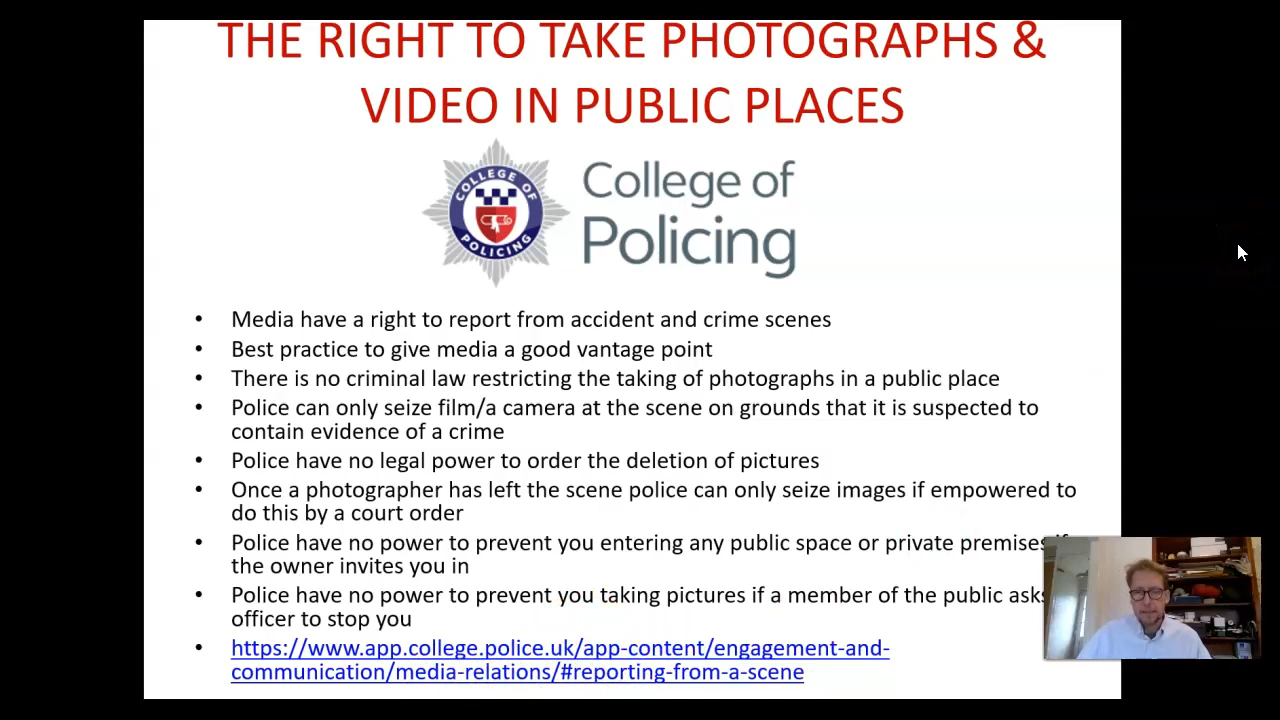 THE RIGHT TO TAKE PHOTOGRAPHS &
VIDEO IN PUBLIC PLACES
COLLEGE OF
POLICING
College of
Policing
• Media have a right to report from accident and crime scenes
• Best practice to give media a good vantage point
• There is no criminal law restricting the taking of photographs in a public place
• Police can only seize film/a camera at the scene on grounds that it is suspected to
contain evidence of a crime
• Police have no legal power to order the deletion of pictures
• Once a photographer has left the scene police can only seize images if empowered to
do this by a court order
• Police have no power to prevent you entering any public space or private premises if
the owner invites you in
• Police have no power to prevent you taking pictures if a member of the public asks
officer to stop you
• https://www.app.college.police.uk/app-content/engagement-and-
communication/media-relations/#reporting-from-a-scene